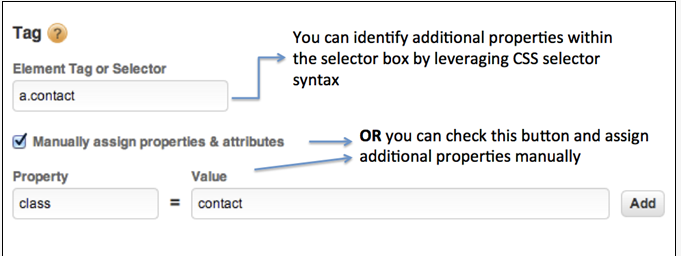 Tag ?
You can identify additional properties within
the selector box by leveraging CSS selector
syntax
Element Tag or Selector
a.contact
Manually assign properties & attributes
OR you can check this button and assign
additional properties manually
Property Value
class = contact Add